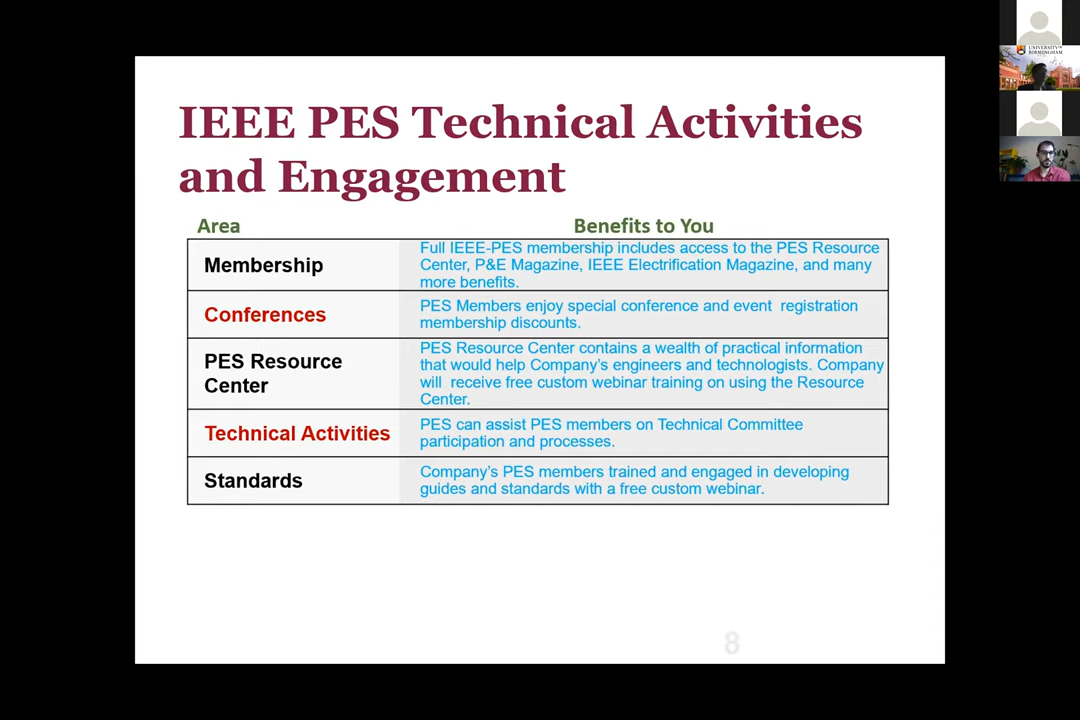 IEEE PES Technical Activities
and Engagement
Area
Benefits to You
Membership
Full IEEE-PES membership includes access to the PES Resource
Center, P&E Magazine, IEEE Electrification Magazine, and many
more benefits.
Conferences
PES Members enjoy special conference and event registration
membership discounts.
PES Resource
Center
PES Resource Center contains a wealth of practical information
that would help Company's engineers and technologists. Company
will receive free custom webinar training on using the Resource
Center.
Technical Activities
PES can assist PES members on Technical Committee
participation and processes.
Standards
Company's PES members trained and engaged in developing
guides and standards with a free custom webinar.
8
UNIVERSITY OF
BIRMINGHAM